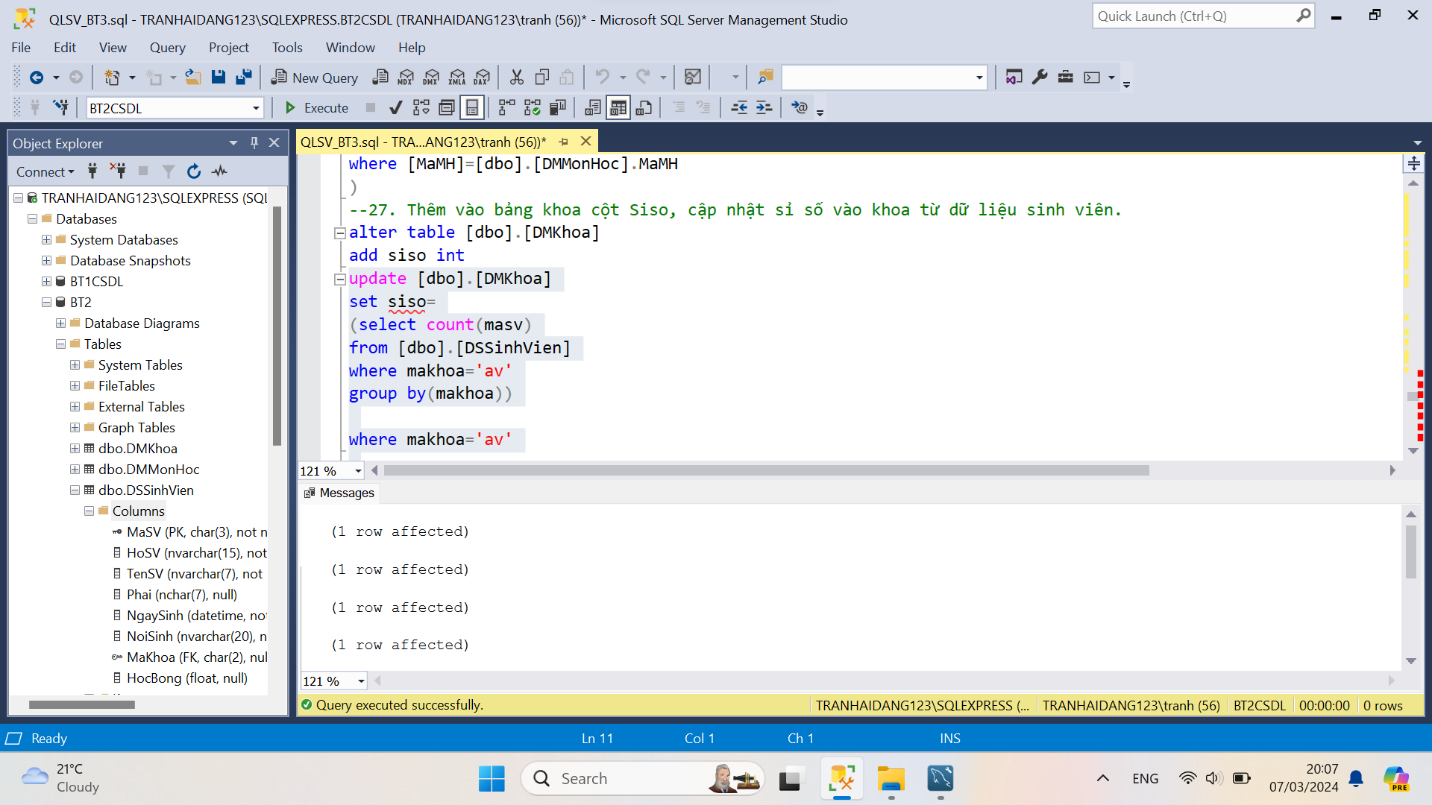 QLSV_BT3.sql - TRANHAIDANG123\SQLEXPRESS.BT2CSDL (TRANHAIDANG123\tranh (56))* - Microsoft SQL Server Management Studio
Quick Launch (Ctrl+Q)
File Edit View Query Project Tools Window Help
New Query
MDX DMX XMLA DAX
BT2CSDL
Execute
Object Explorer
Connect
TRANHAIDANG123\SQLEXPRESS (SQL
Databases
System Databases
Database Snapshots
BT1CSDL
BT2
Database Diagrams
Tables
System Tables
FileTables
External Tables
Graph Tables
dbo.DMKhoa
dbo.DMMonHoc
dbo.DSSinhVien
Columns
MaSV (PK, char(3), not n
HoSV (nvarchar(15), not
TenSV (nvarchar(7), not
Phai (nchar(7), null)
NgaySinh (datetime, not
NoiSinh (nvarchar(20), n
MaKhoa (FK, char(2), nul
HocBong (float, null)
QLSV_BT3.sql - TRA...ANG123\tranh (56))*
where [MaMH]=[dbo].[DMMonHoc].MaMH
)
--27. Thêm vào bảng khoa cột Siso, cập nhật sỉ số vào khoa từ dữ liệu sinh viên.
alter table [dbo].[DMKhoa]
add siso int
update [dbo].[DMKhoa]
set siso=
(select count(masv)
from [dbo].[DSSinhVien]
where makhoa='av'
group by(makhoa))
where makhoa='av'
121 %
Messages
(1 row affected)
(1 row affected)
(1 row affected)
(1 row affected)
121 %
Query executed successfully.
TRANHAIDANG123\SQLEXPRESS (... TRANHAIDANG123\tranh (56) BT2CSDL 00:00:00 0 rows
Ready Ln 11 Col 1 Ch 1 INS
21°C
Cloudy
Search
ENG
20:07
07/03/2024
PRE